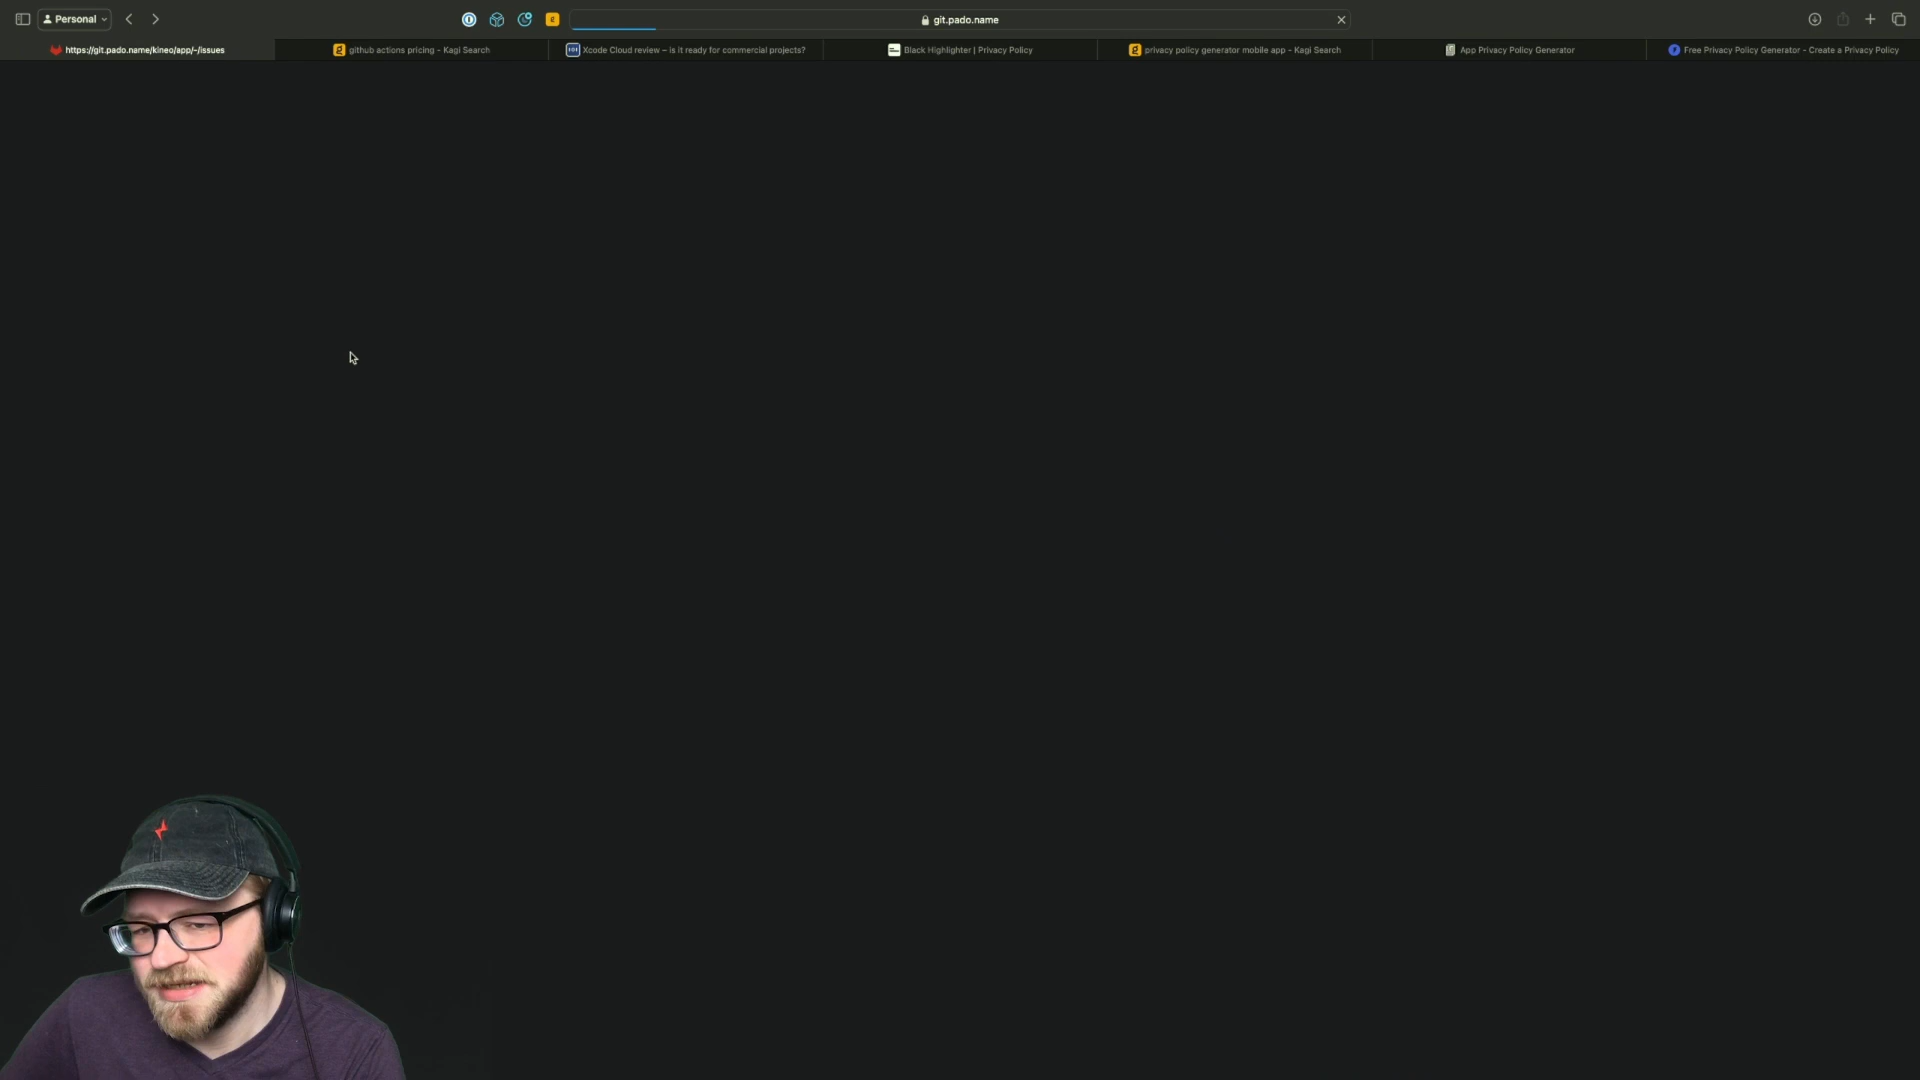 Personal
git.pado.name
https://git.pado.name/kineo/app/-/issues
github actions pricing - Kagi Search
Xcode Cloud review – is it ready for commercial projects?
Black Highlighter | Privacy Policy
privacy policy generator mobile app - Kagi Search
App Privacy Policy Generator
Free Privacy Policy Generator - Create a Privacy Policy